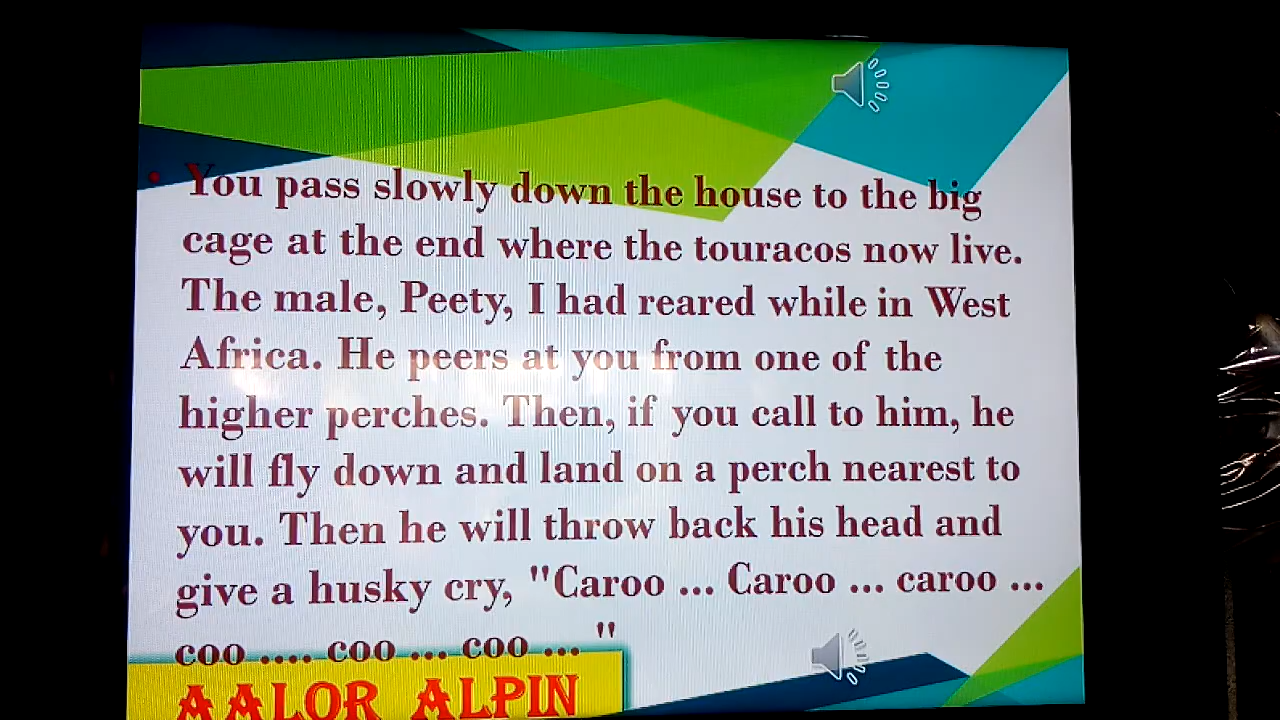 • You pass slowly down the house to the big
cage at the end where the touracos now live.
The male, Peety, I had reared while in West
Africa. He peers at you from one of the
higher perches. Then, if you call to him, he
will fly down and land on a perch nearest to
you. Then he will throw back his head and
give a husky cry, "Caroo ... Caroo ... caroo ...
coo .... coo ... coo ... "
AALOR ALPIN